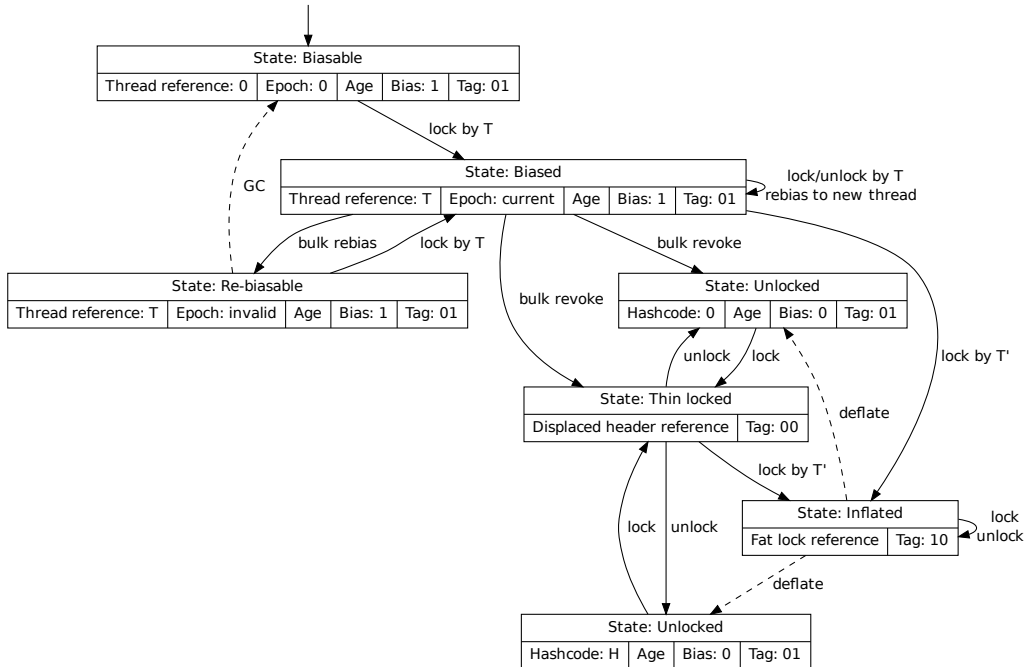 State: Biasable
Thread reference: 0 Epoch: 0 Age Bias: 1 Tag: 01
lock by T
State: Biased
Thread reference: T Epoch: current Age Bias: 1 Tag: 01
lock/unlock by T
rebias to new thread
GC
bulk rebias
lock by T
bulk revoke
State: Re-biasable
Thread reference: T Epoch: invalid Age Bias: 1 Tag: 01
State: Unlocked
Hashcode: 0 Age Bias: 0 Tag: 01
bulk revoke
unlock
lock
lock by T'
State: Thin locked
Displaced header reference Tag: 00
deflate
lock by T'
State: Inflated
Fat lock reference Tag: 10
lock
unlock
lock
unlock
deflate
State: Unlocked
Hashcode: H Age Bias: 0 Tag: 01